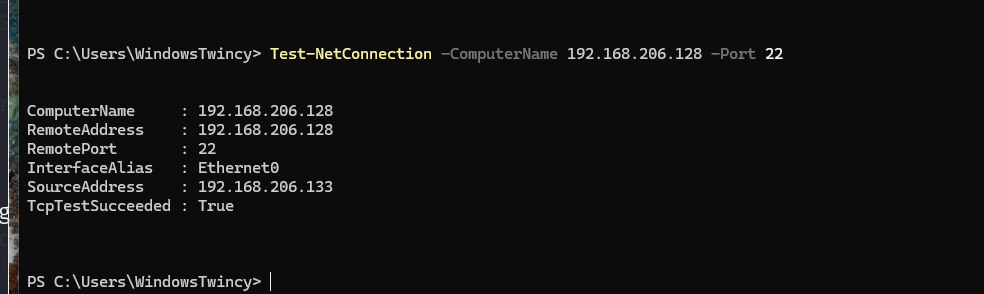 PS C:\Users\WindowsTwincy> Test-NetConnection -ComputerName 192.168.206.128 -Port 22
ComputerName : 192.168.206.128
RemoteAddress : 192.168.206.128
RemotePort : 22
InterfaceAlias : Ethernet0
SourceAddress : 192.168.206.133
g
TcpTestSucceeded : True
PS C:\Users\WindowsTwincy>